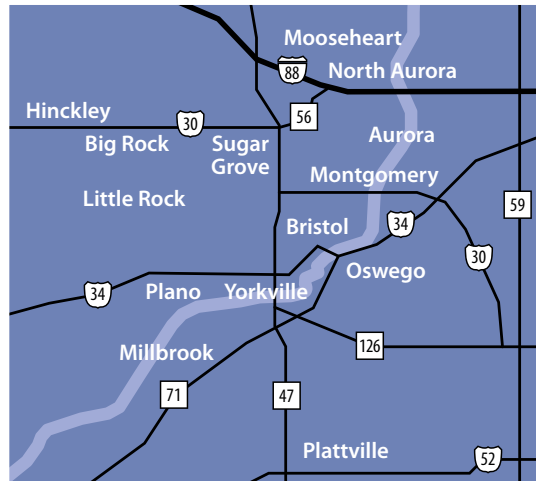 Mooseheart
88
North Aurora
Hinckley
30
56
Big Rock
Sugar
Grove
Aurora
Montgomery
Little Rock
59
Bristol
34
30
Oswego
34
Plano
Yorkville
Millbrook
126
71
47
Plattville
52